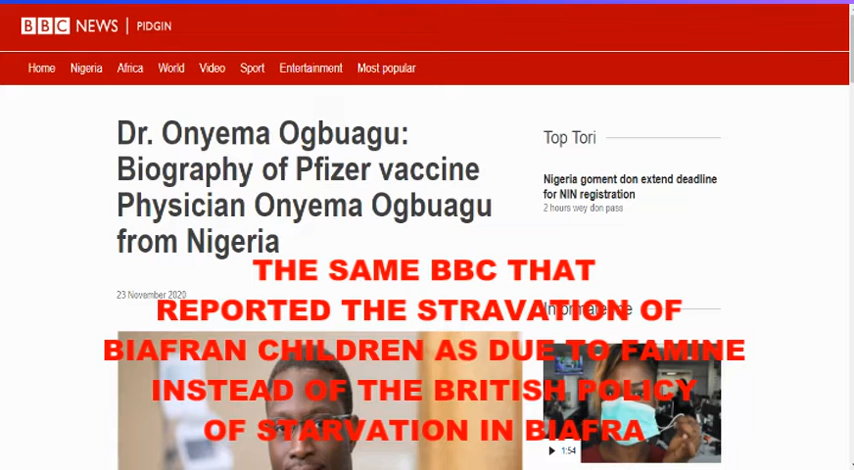 BBC NEWS | PIDGIN
Home Nigeria Africa World Video Sport Entertainment Most popular
Dr. Onyema Ogbuagu:
Biography of Pfizer vaccine
Physician Onyema Ogbuagu
from Nigeria
23 November 2020
Top Tori
Nigeria goment don extend deadline
for NIN registration
2 hours wey don pass
THE SAME BBC THAT
REPORTED THE STRAVATION OF
BIAFRAN CHILDREN AS DUE TO FAMINE
INSTEAD OF THE BRITISH POLICY
OF STARVATION IN BIAFRA
1:54